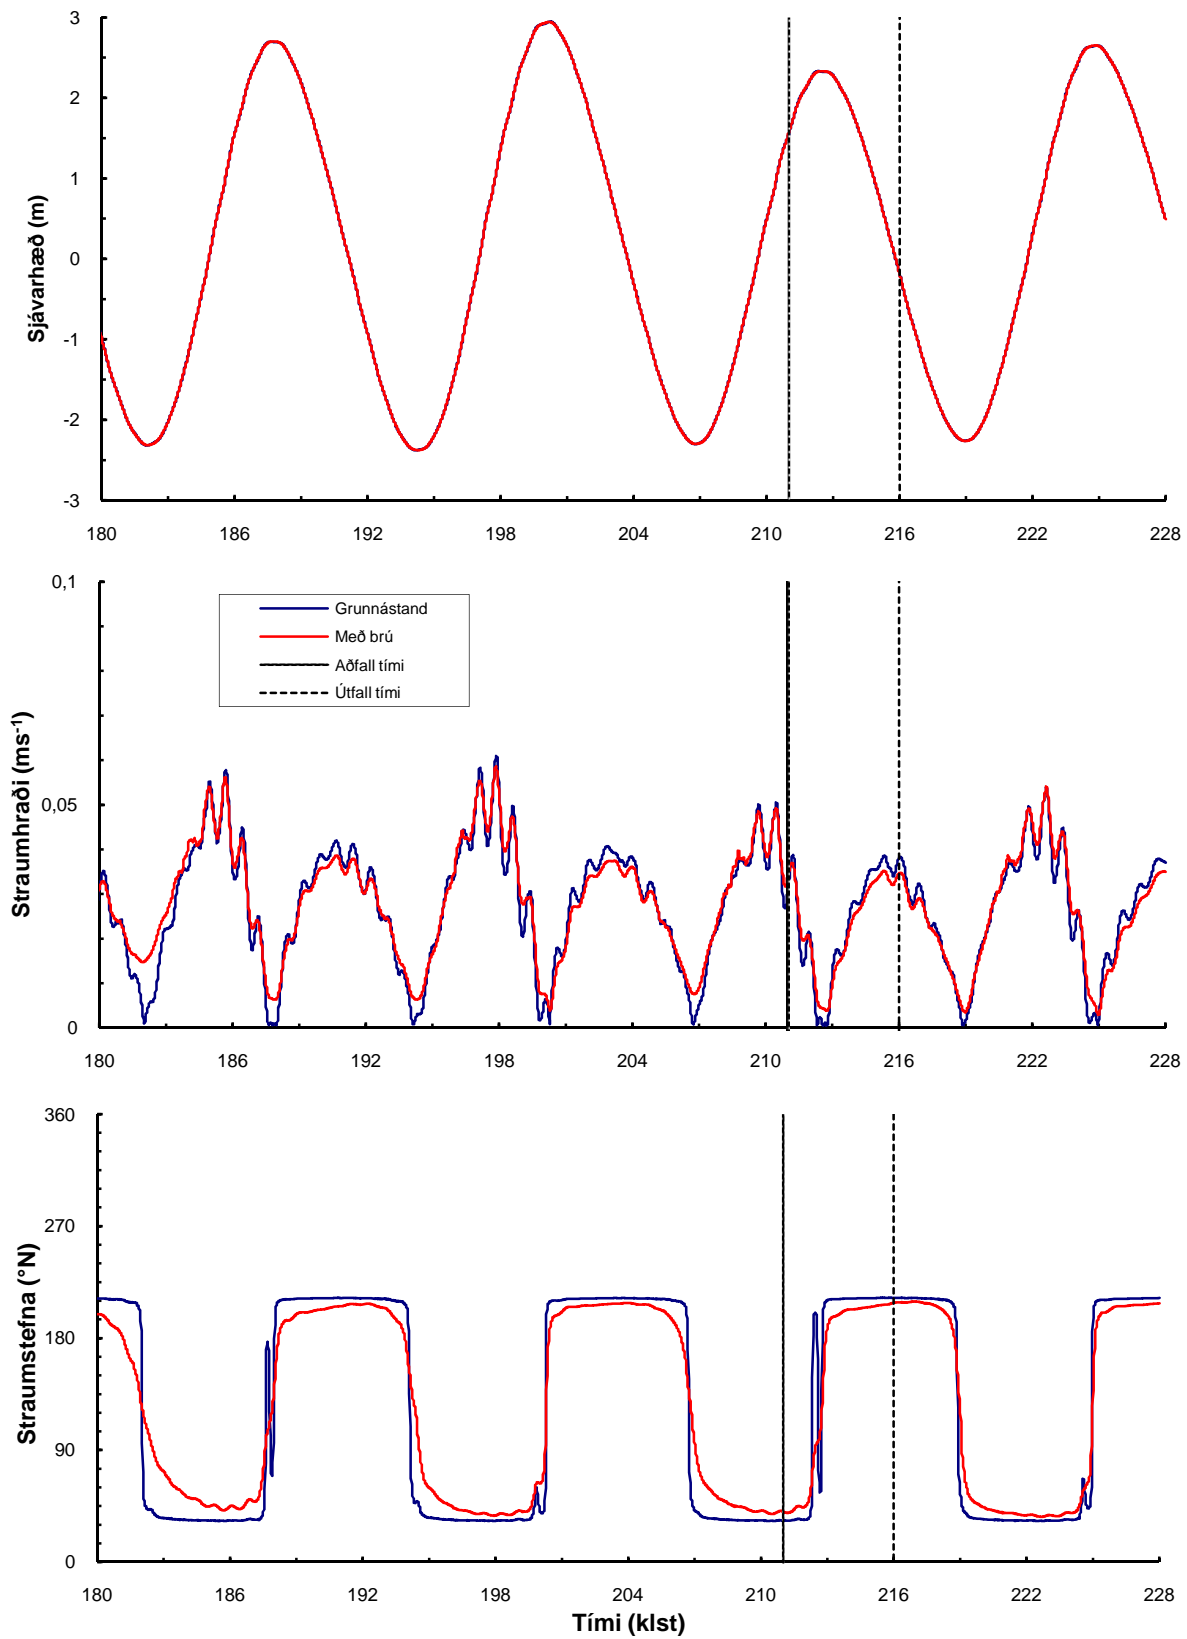 3
2
1
0
-1
-2
-3
Sjávarhæð (m)
180 186 192 198 204 210 216 222 228
0,1
0,05
0
Straumhraði (ms⁻¹)
Grunnástand
Með brú
Aðfall tími
Útfall tími
180 186 192 198 204 210 216 222 228
360
270
180
90
0
Straumstefna (°N)
180 186 192 198 204 210 216 222 228
Tími (klst)